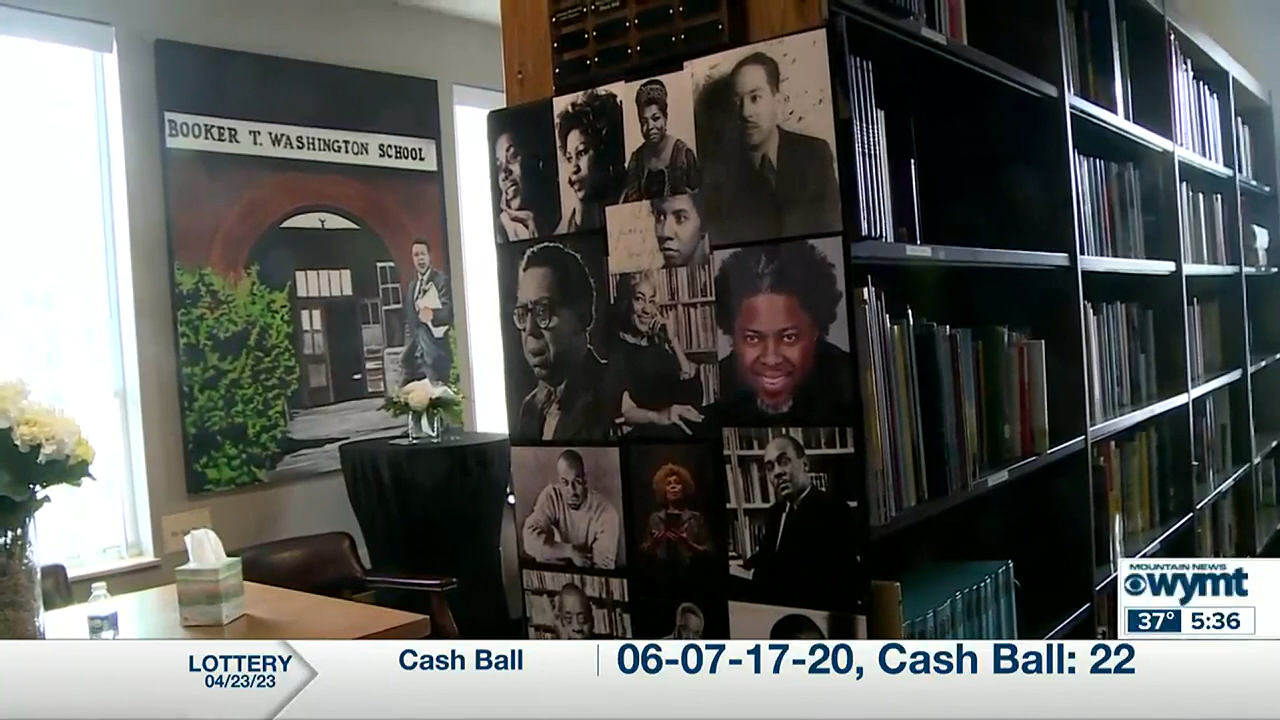 BOOKER T. WASHINGTON SCHOOL
MOUNTAIN NEWS
wymt
37° 5:36
LOTTERY
04/23/23
Cash Ball
06-07-17-20, Cash Ball: 22